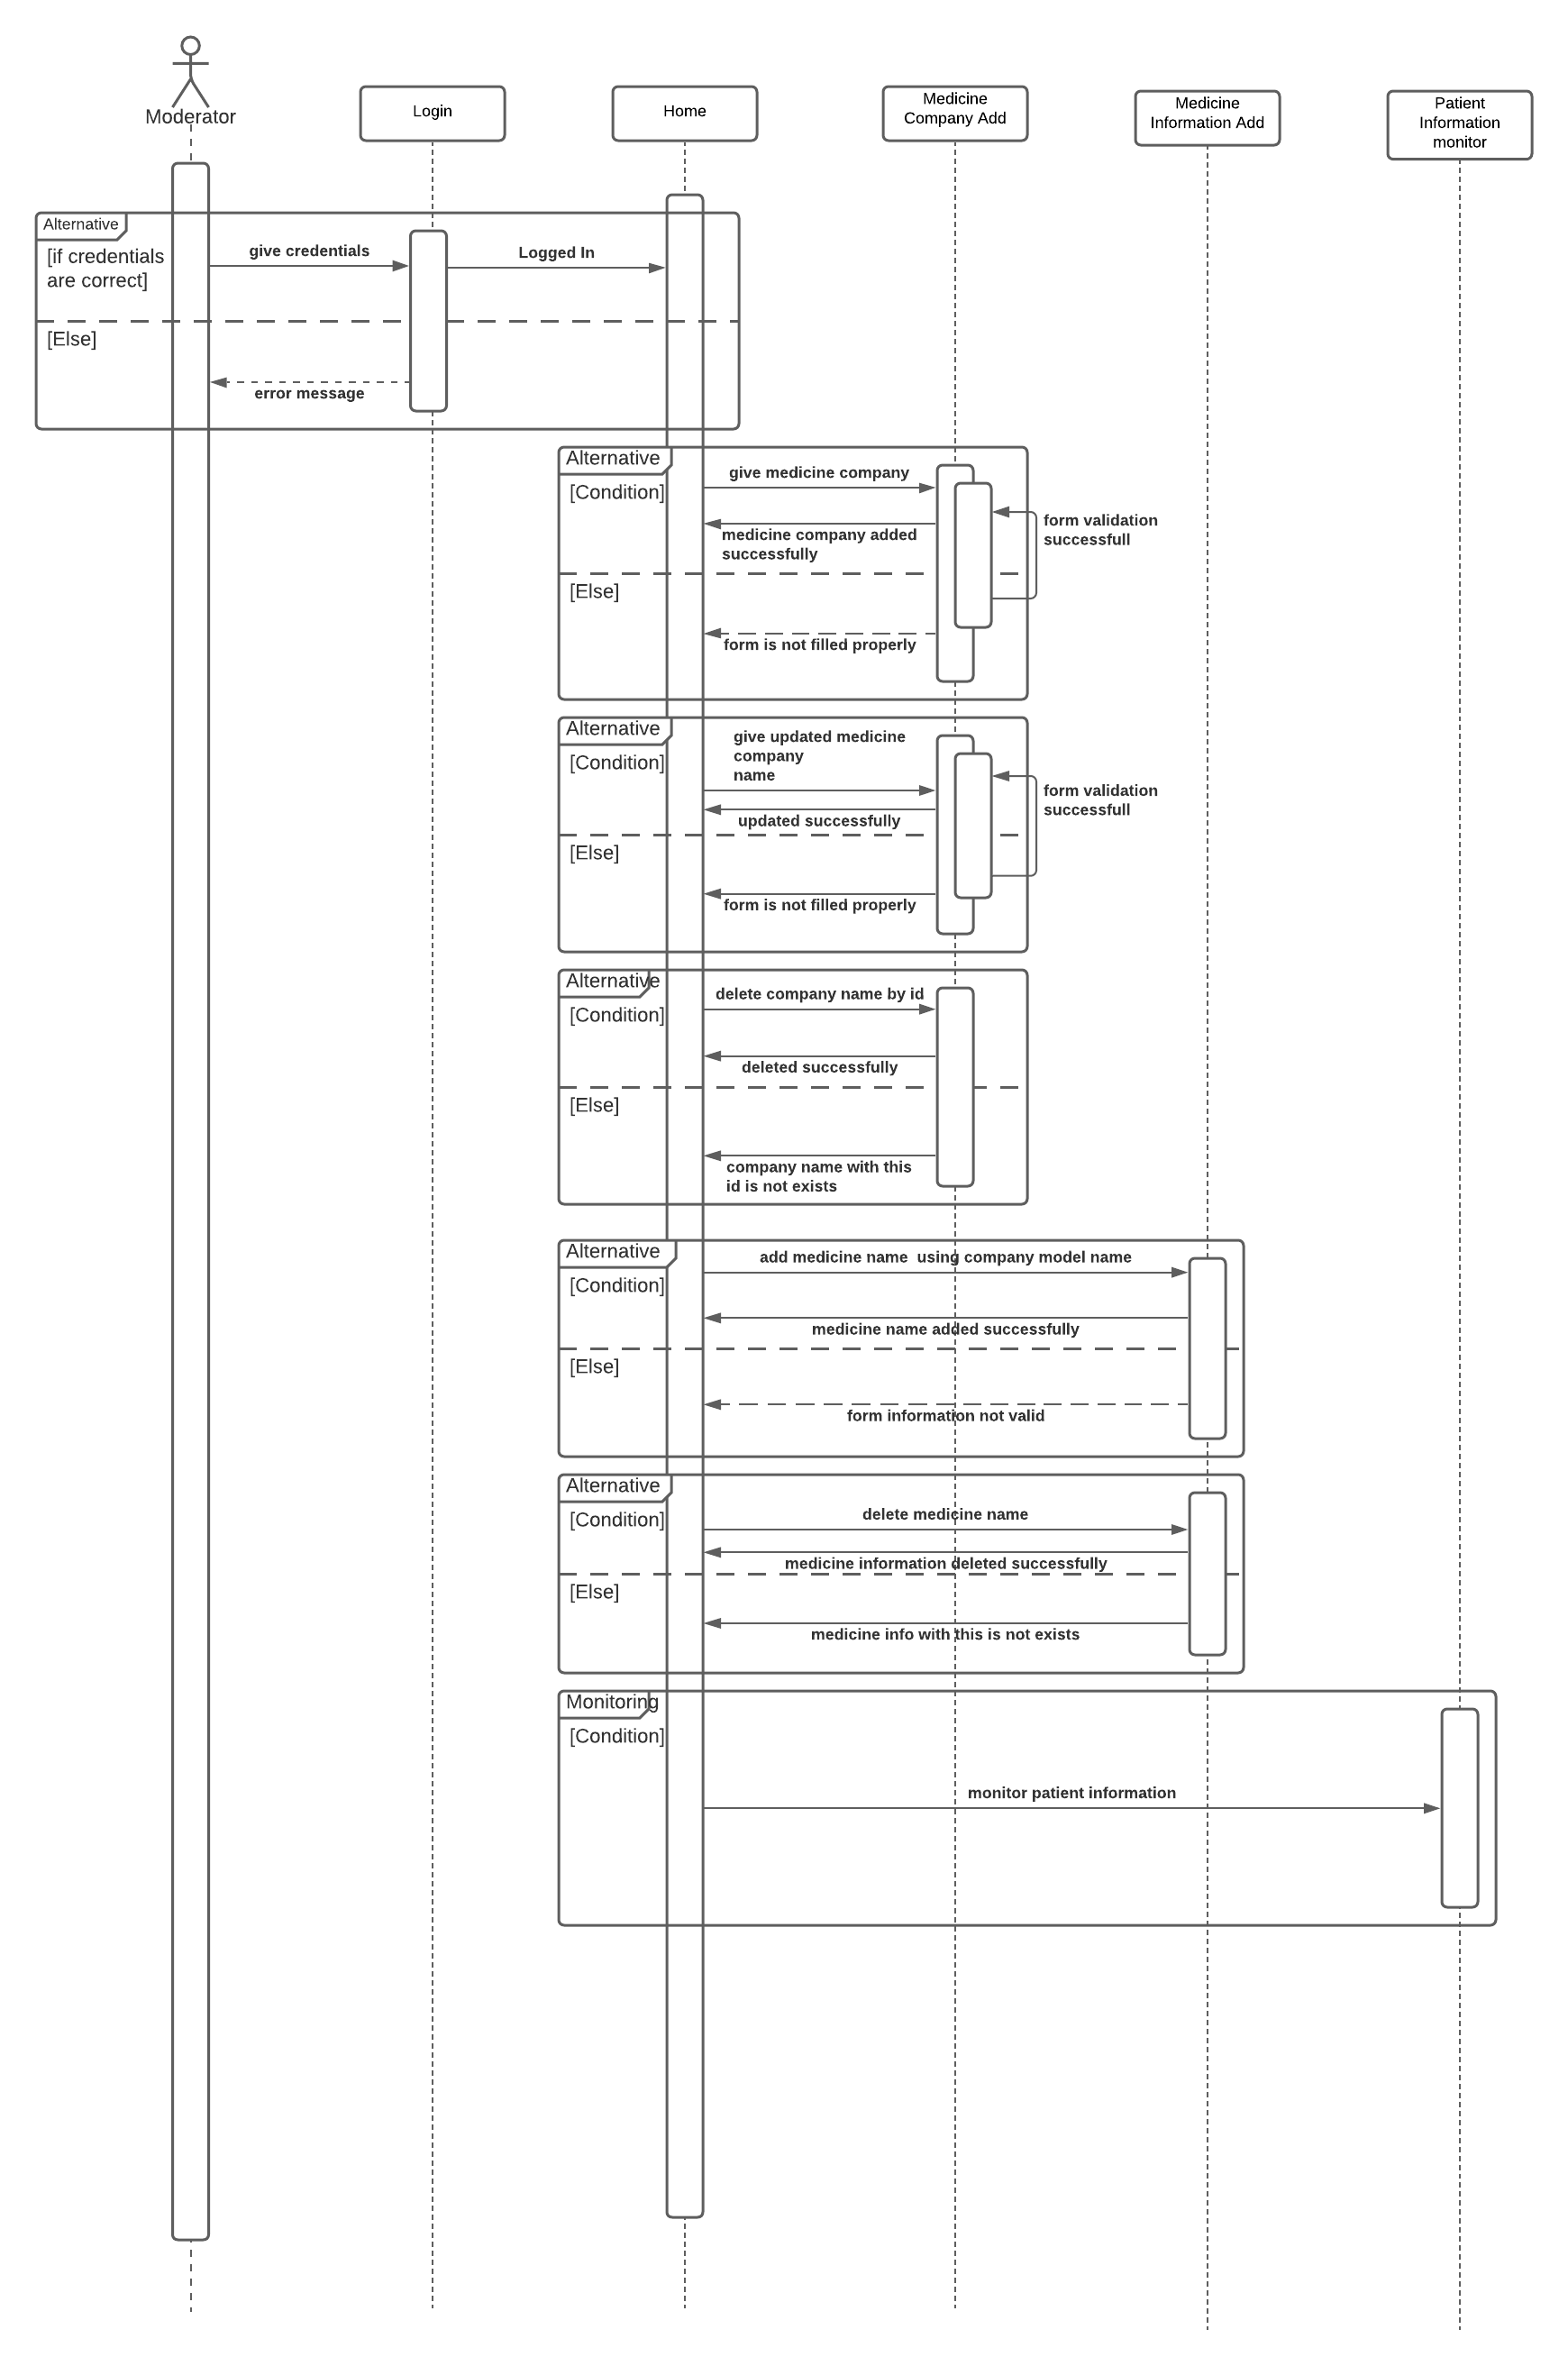 Moderator
Login
Home
Medicine
Company Add
Medicine
Information Add
Patient
Information
monitor
Alternative
[if credentials
are correct]
give credentials
Logged In
[Else]
error message
Alternative
[Condition]
give medicine company
form validation
successfull
medicine company added
successfully
[Else]
form is not filled properly
Alternative
[Condition]
give updated medicine
company
name
form validation
successfull
updated successfully
[Else]
form is not filled properly
Alternative
[Condition]
delete company name by id
deleted successfully
[Else]
company name with this
id is not exists
Alternative
[Condition]
add medicine name  using company model name
medicine name added successfully
[Else]
form information not valid
Alternative
[Condition]
delete medicine name
medicine information deleted successfully
[Else]
medicine info with this is not exists
Monitoring
[Condition]
monitor patient information